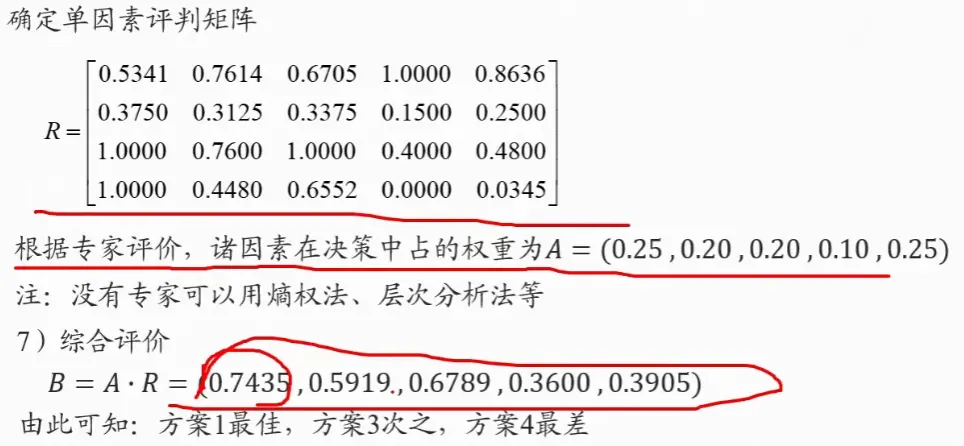 确定单因素评判矩阵
R = [0.5341 0.7614 0.6705 1.0000 0.8636
0.3750 0.3125 0.3375 0.1500 0.2500
1.0000 0.7600 1.0000 0.4000 0.4800
1.0000 0.4480 0.6552 0.0000 0.0345]
根据专家评价，诸因素在决策中占的权重为A = (0.25 , 0.20 , 0.20 , 0.10 , 0.25)
注：没有专家可以用熵权法、层次分析法等
7）综合评价
B = A · R = (0.7435 , 0.5919 , 0.6789 , 0.3600 , 0.3905)
由此可知：方案1最佳，方案3次之，方案4最差